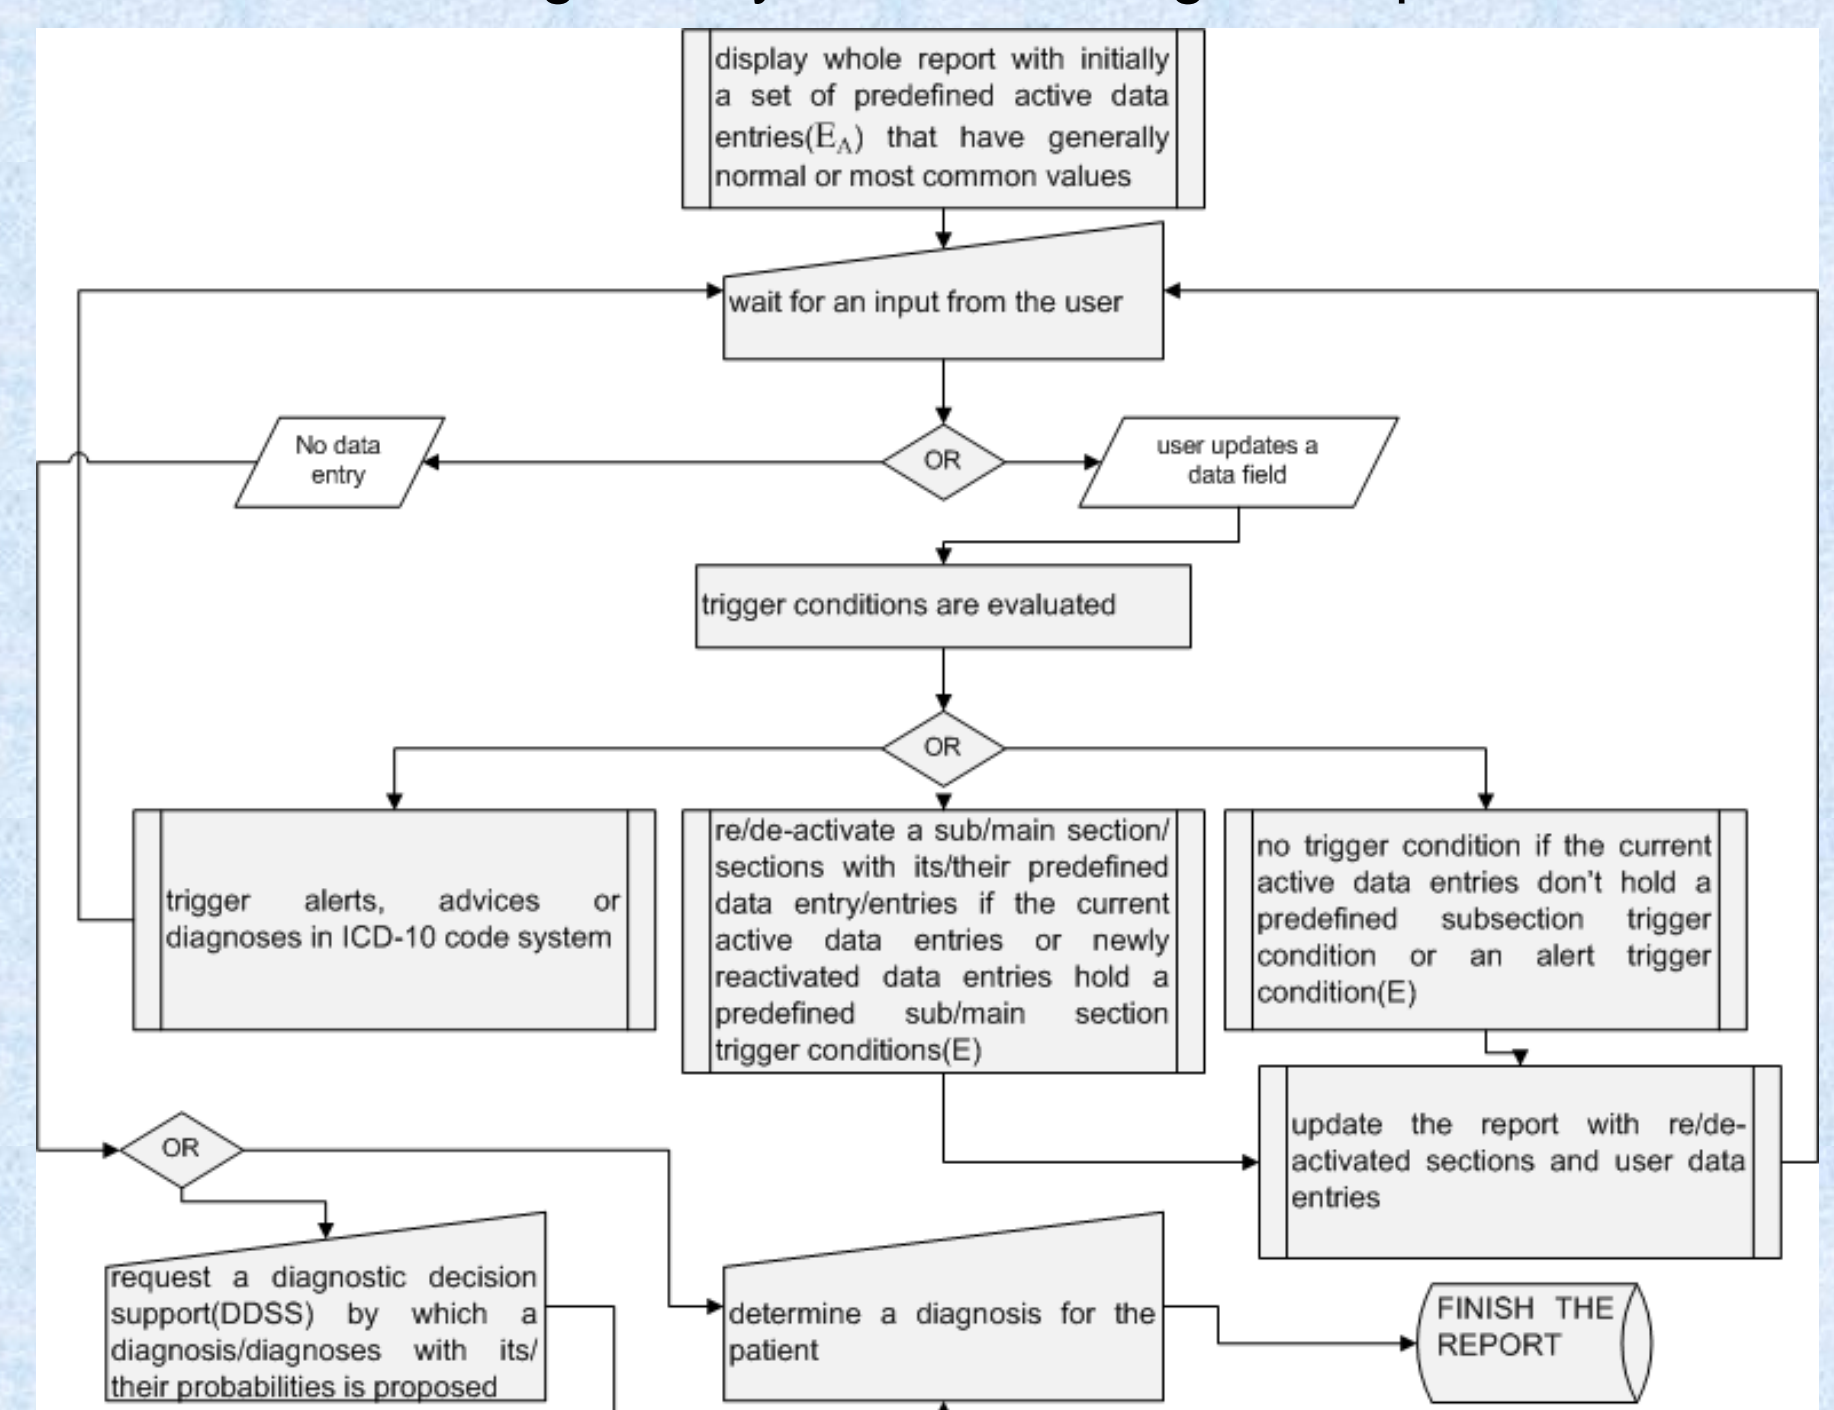 display whole report with initially
a set of predefined active data
entries(EA) that have generally
normal or most common values
wait for an input from the user
No data
entry
OR
user updates a
data field
trigger conditions are evaluated
OR
trigger alerts, advices or
diagnoses in ICD-10 code system
re/de-activate a sub/main section/
sections with its/their predefined
data entry/entries if the current
active data entries or newly
reactivated data entries hold a
predefined sub/main section
trigger conditions(E)
no trigger condition if the current
active data entries don't hold a
predefined subsection trigger
condition or an alert trigger
condition(E)
update the report with re/de-
activated sections and user data
entries
OR
request a diagnostic decision
support(DDSS) by which a
diagnosis/diagnoses with its/
their probabilities is proposed
determine a diagnosis for the
patient
FINISH THE
REPORT